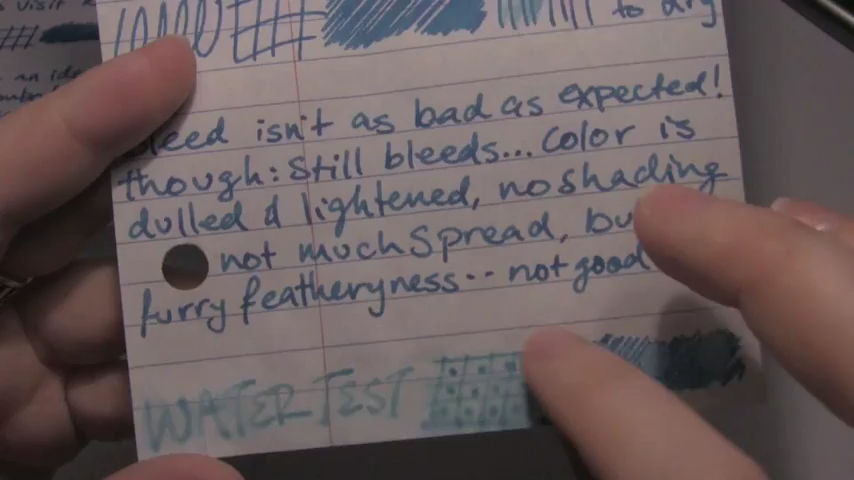 to dry
Bleed isn't as bad as expected!
though: Still bleeds... Color is
dulled & lightened, no shading
not much spread, but
furry featheryness.. not good
WATER TEST